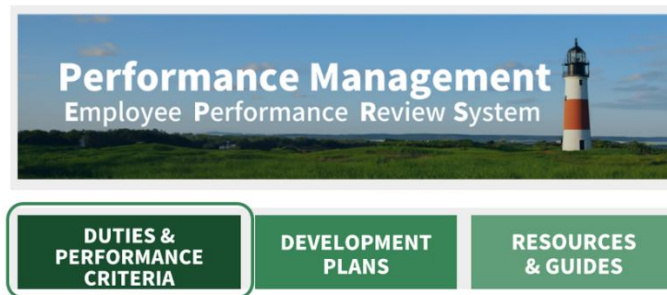 Performance Management
Employee Performance Review System
DUTIES &
PERFORMANCE
CRITERIA
DEVELOPMENT
PLANS
RESOURCES
& GUIDES